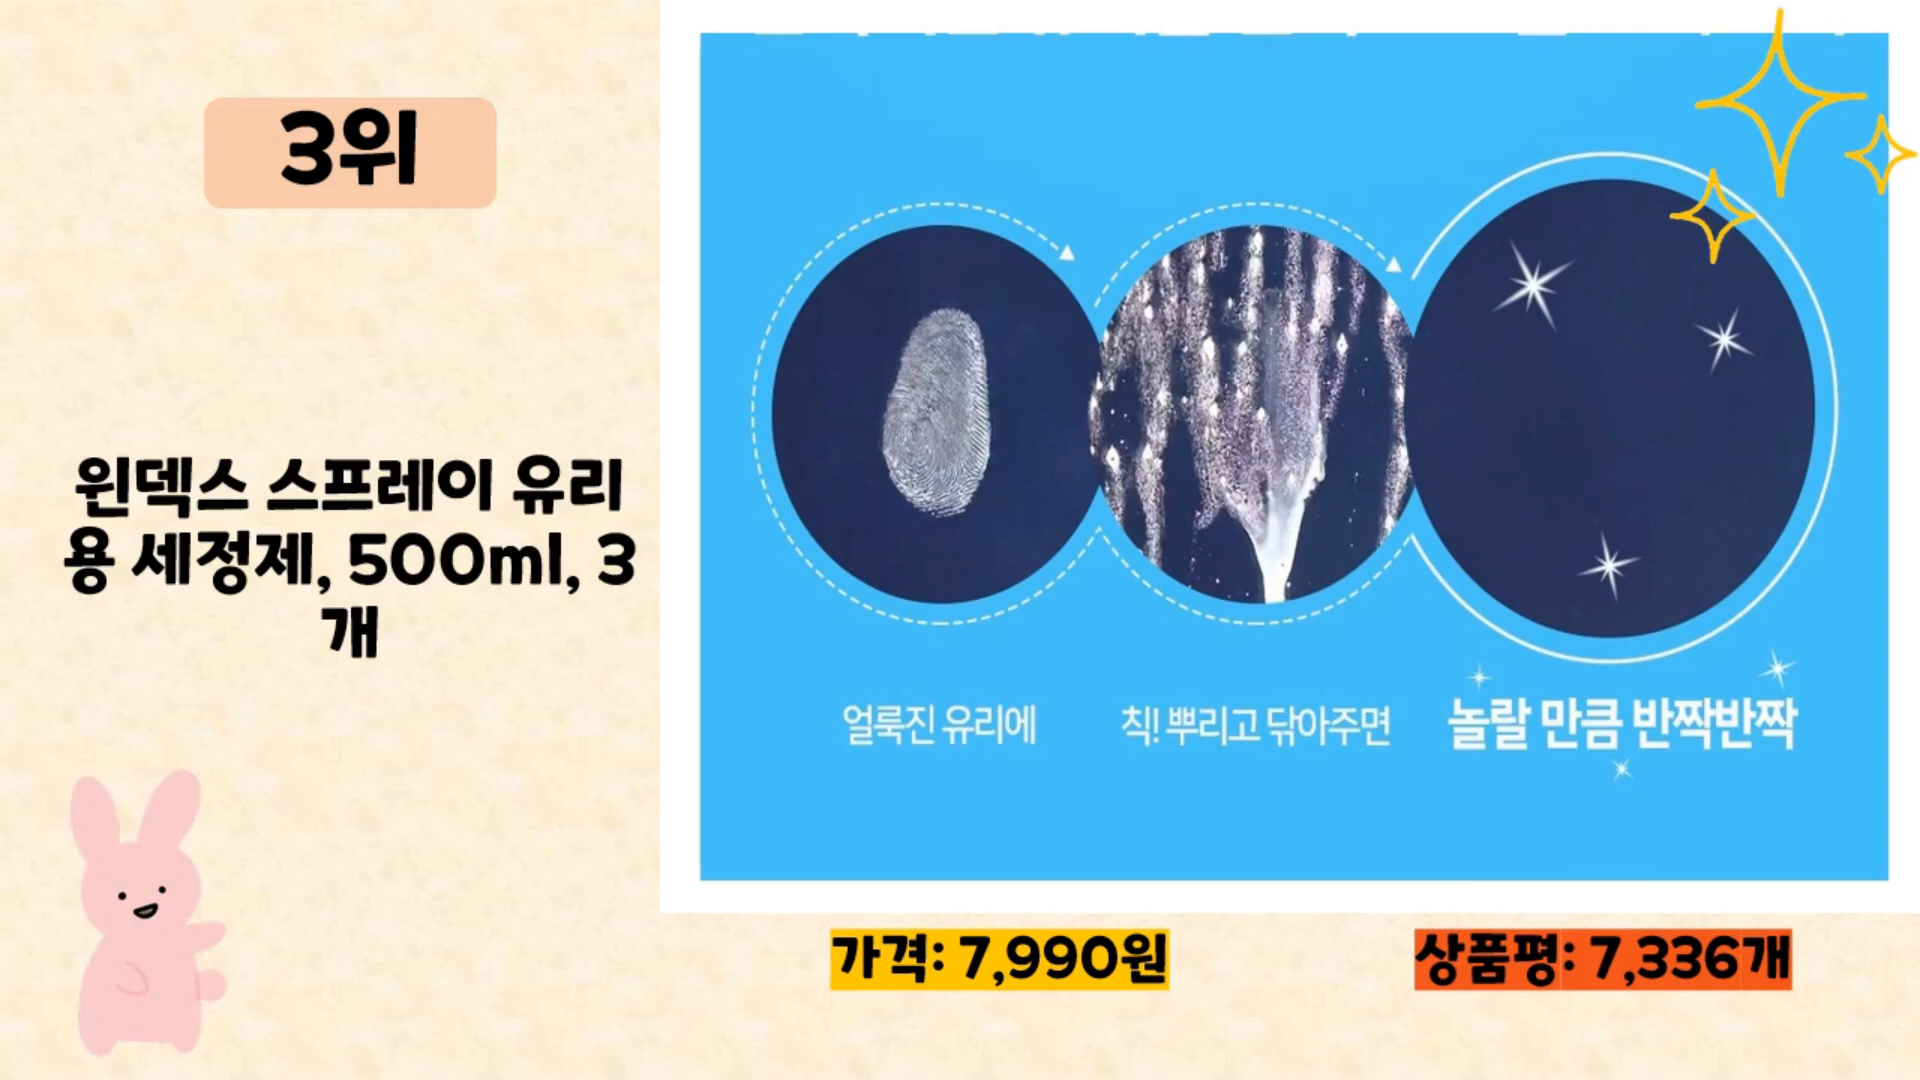 3위
윈덱스 스프레이 유리
용 세정제, 500ml, 3
개
얼룩진 유리에
칙! 뿌리고 닦아주면
놀랄 만큼 반짝반짝
가격: 7,990원
상품평: 7,336개